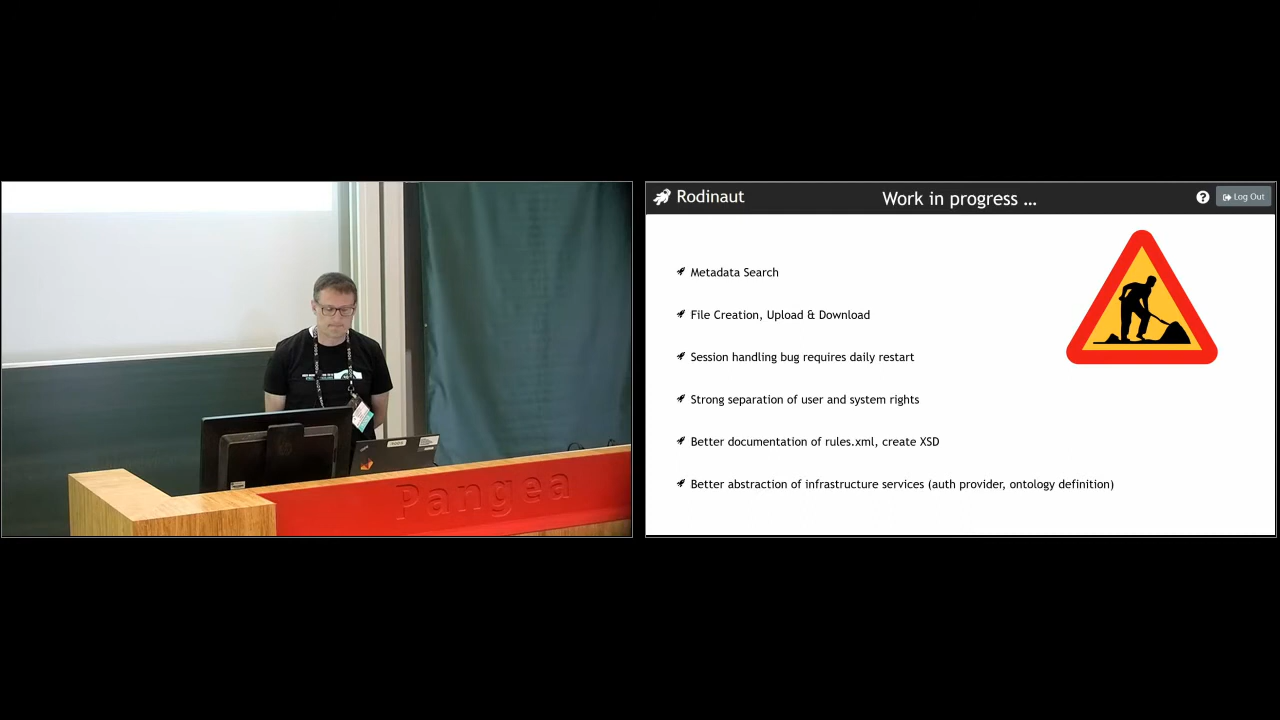 Pangea
Rodinaut
Work in progress ...
?
Log Out
Metadata Search
File Creation, Upload & Download
Session handling bug requires daily restart
Strong separation of user and system rights
Better documentation of rules.xml, create XSD
Better abstraction of infrastructure services (auth provider, ontology definition)